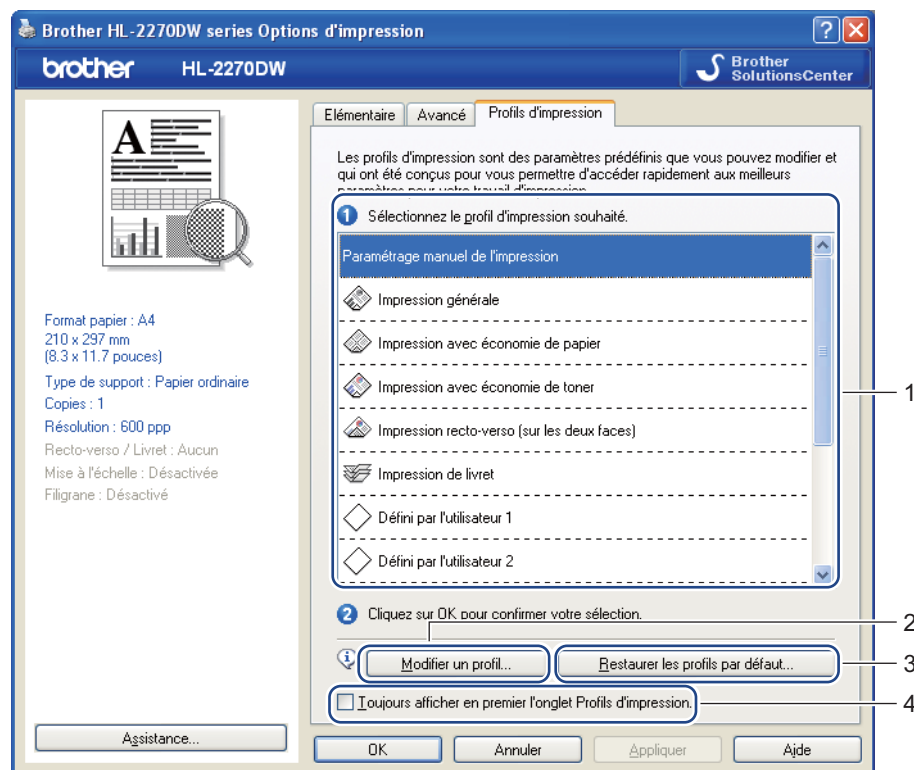 Brother HL-2270DW series Options d'impression
brother HL-2270DW
Brother
SolutionsCenter
A
Format papier : A4
210 x 297 mm
(8.3 x 11.7 pouces)
Type de support : Papier ordinaire
Copies : 1
Résolution : 600 ppp
Recto-verso / Livret : Aucun
Mise à l'échelle : Désactivée
Filigrane : Désactivé
Assistance...
Elémentaire Avancé Profils d'impression
Les profils d'impression sont des paramètres prédéfinis que vous pouvez modifier et
qui ont été conçus pour vous permettre d'accéder rapidement aux meilleurs
paramètres pour votre travail d'impression.
1 Sélectionnez le profil d'impression souhaité.
Paramétrage manuel de l'impression
Impression générale
Impression avec économie de papier
Impression avec économie de toner
Impression recto-verso (sur les deux faces)
Impression de livret
Défini par l'utilisateur 1
Défini par l'utilisateur 2
2 Cliquez sur OK pour confirmer votre sélection.
Modifier un profil... Restaurer les profils par défaut...
Toujours afficher en premier l'onglet Profils d'impression.
OK Annuler Appliquer Aide
1
2
3
4